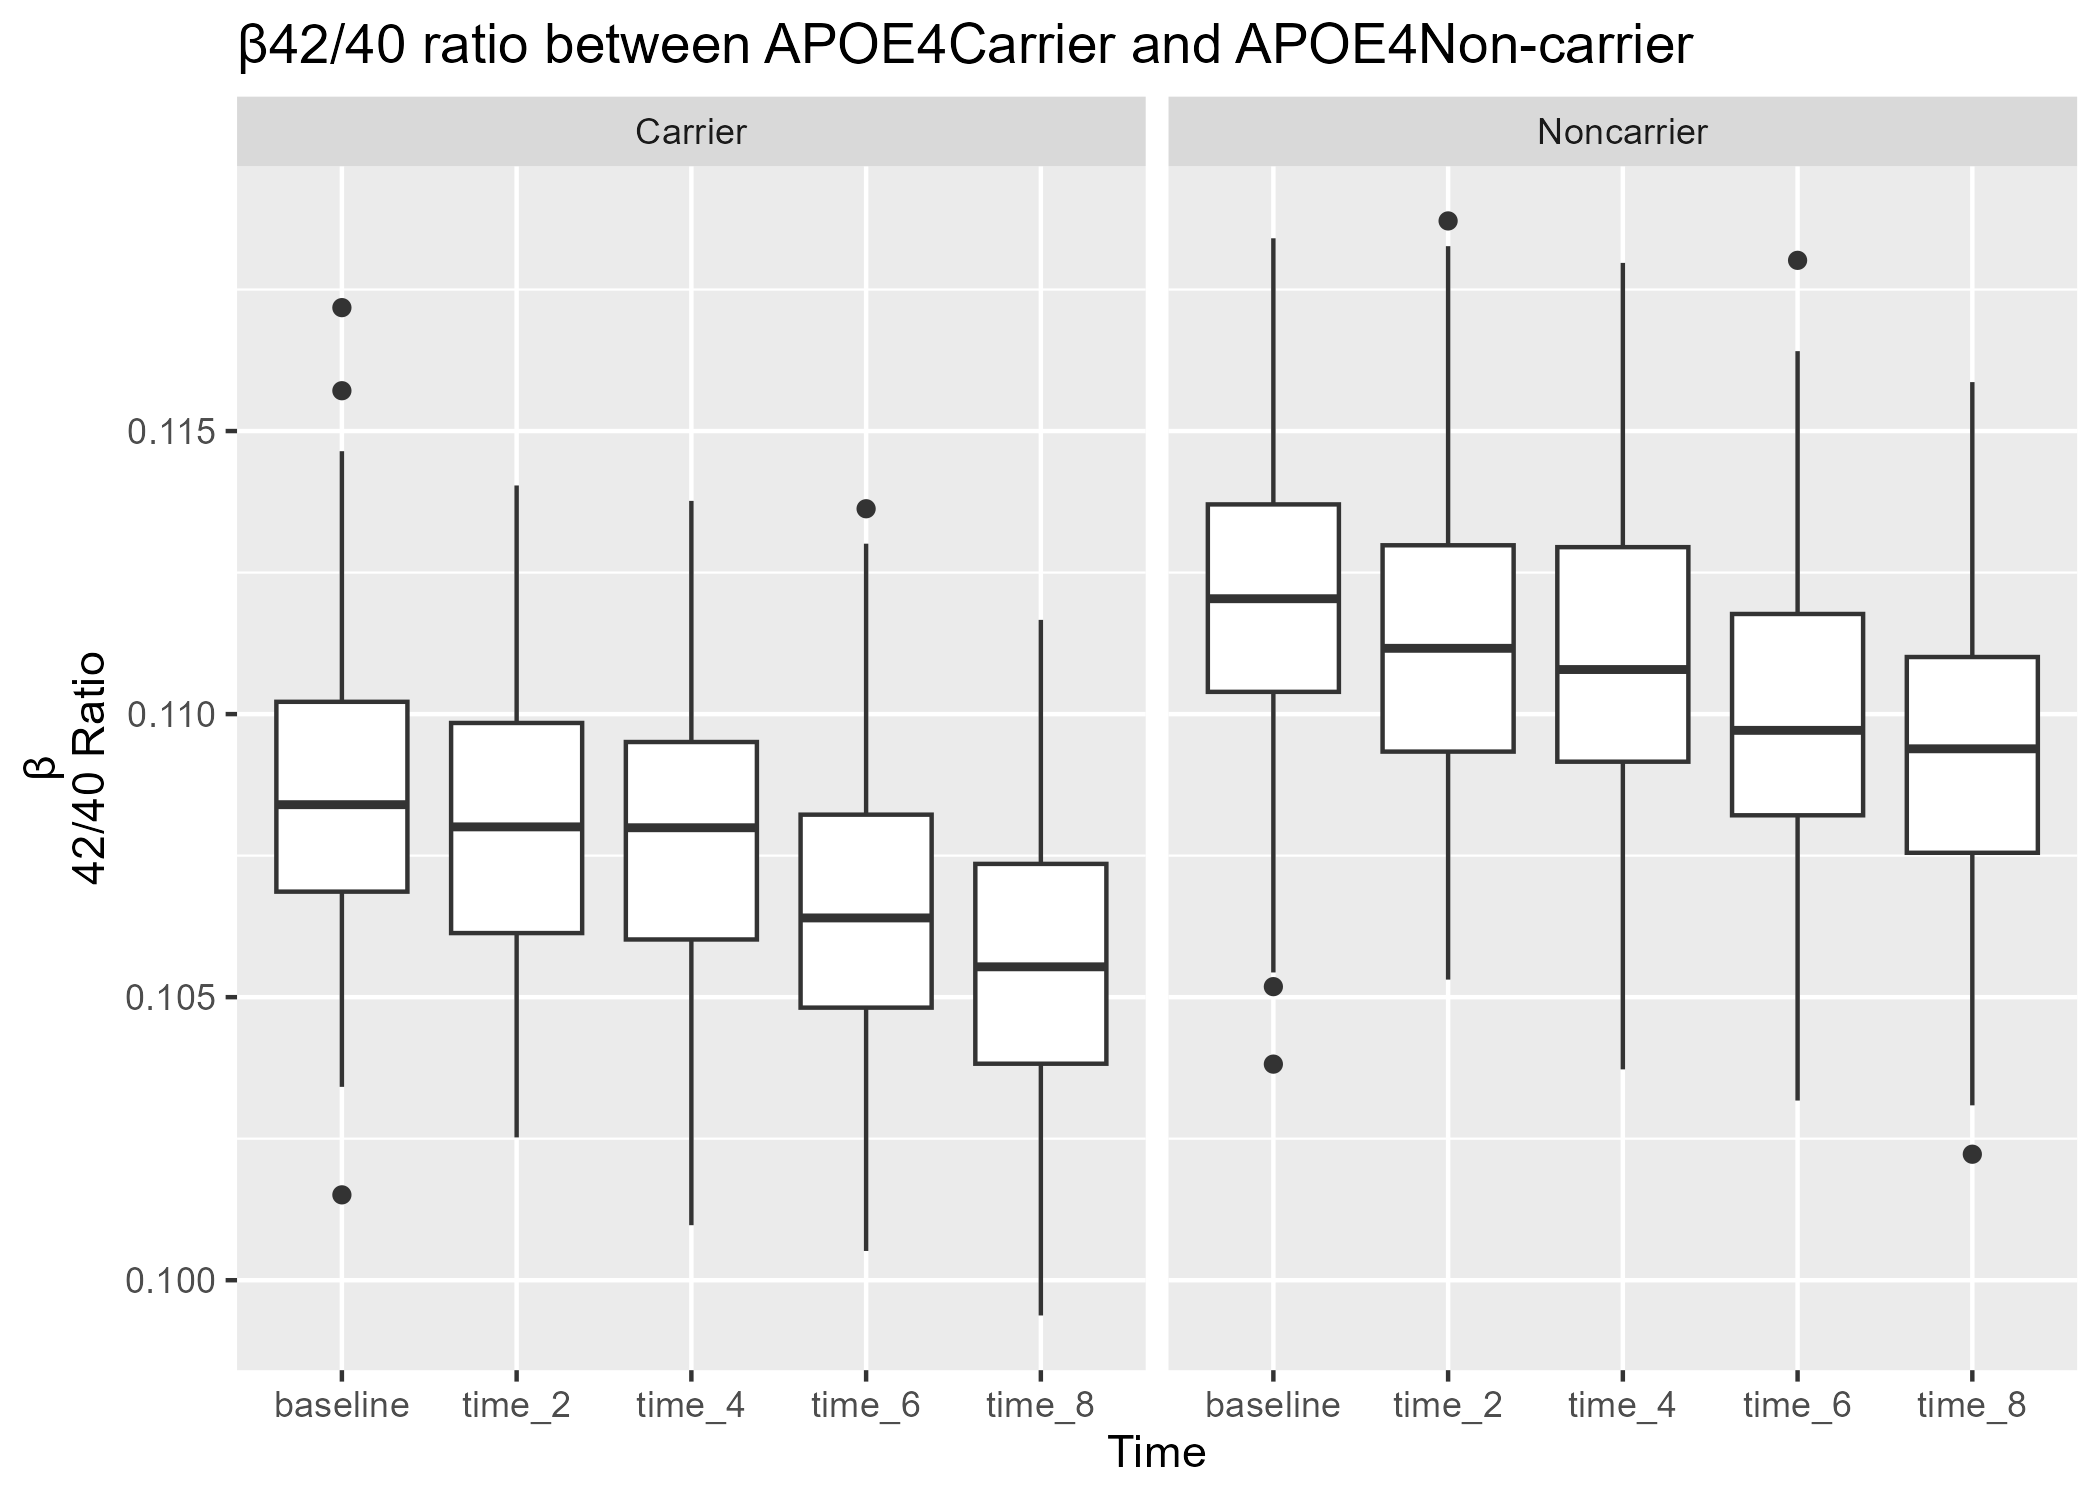 β42/40 ratio between APOE4Carrier and APOE4Non-carrier
Carrier
Noncarrier
β
42/40 Ratio
0.115
0.110
0.105
0.100
baseline time_2 time_4 time_6 time_8
baseline time_2 time_4 time_6 time_8
Time